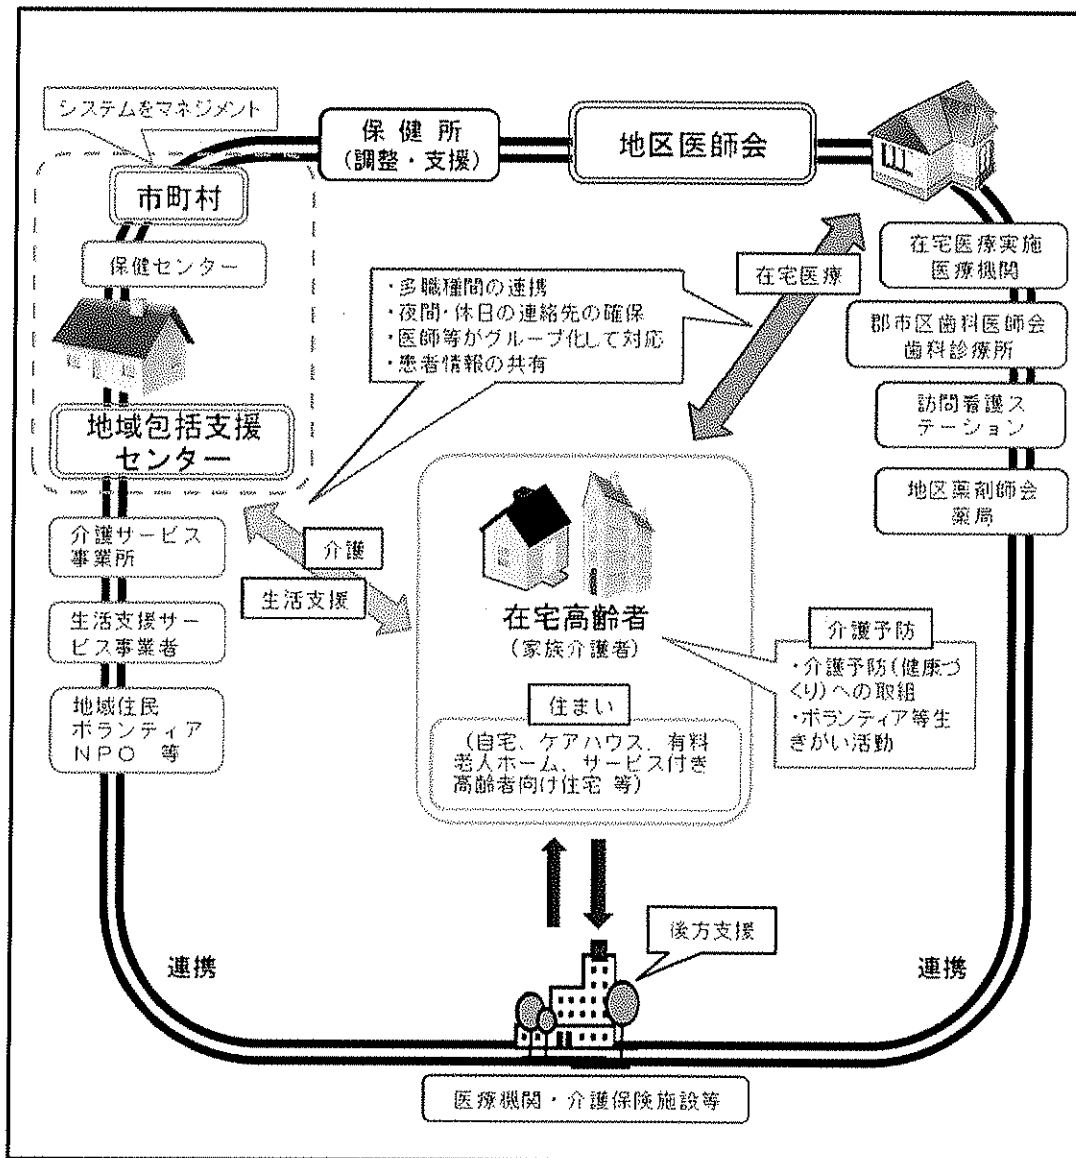 システムをマネジメント
保健所
(調整・支援)
地区医師会
市町村
保健センター
地域包括支援
センター
介護サービス
事業所
生活支援サー
ビス事業者
地域住民
ボランティア
NPO 等
・多職種間の連携
・夜間・休日の連絡先の確保
・医師等がグループ化して対応
・患者情報の共有
在宅医療
在宅医療実施
医療機関
郡市区歯科医師会
歯科診療所
訪問看護ス
テーション
地区薬剤師会
薬局
介護
生活支援
在宅高齢者
(家族介護者)
住まい
(自宅、ケアハウス、有料
老人ホーム、サービス付き
高齢者向け住宅 等)
介護予防
・介護予防(健康づ
くり)への取組
・ボランティア等生
きがい活動
後方支援
連携
連携
医療機関・介護保険施設等